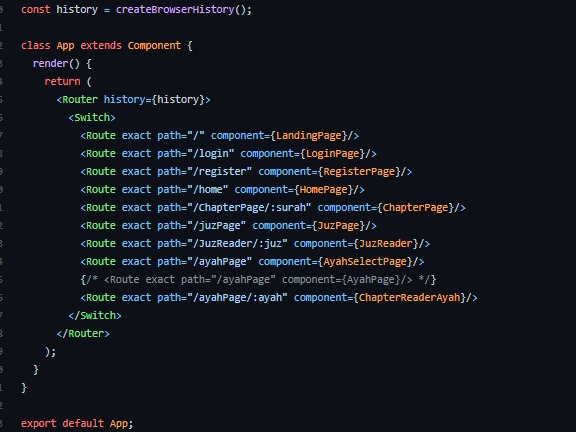 const history = createBrowserHistory();
class App extends Component {
render() {
return (
<Router history={history}>
<Switch>
<Route exact path="/" component={LandingPage}/>
<Route exact path="/login" component={LoginPage}/>
<Route exact path="/register" component={RegisterPage}/>
<Route exact path="/home" component={HomePage}/>
<Route exact path="/ChapterPage/:surah" component={ChapterPage}/>
<Route exact path="/juzPage" component={JuzPage}/>
<Route exact path="/JuzReader/:juz" component={JuzReader}/>
<Route exact path="/ayahPage" component={AyahSelectPage}/>
{/* <Route exact path="/ayahPage" component={AyahPage}/> */}
<Route exact path="/ayahPage/:ayah" component={ChapterReaderAyah}/>
</Switch>
</Router>
);
}
}
export default App;